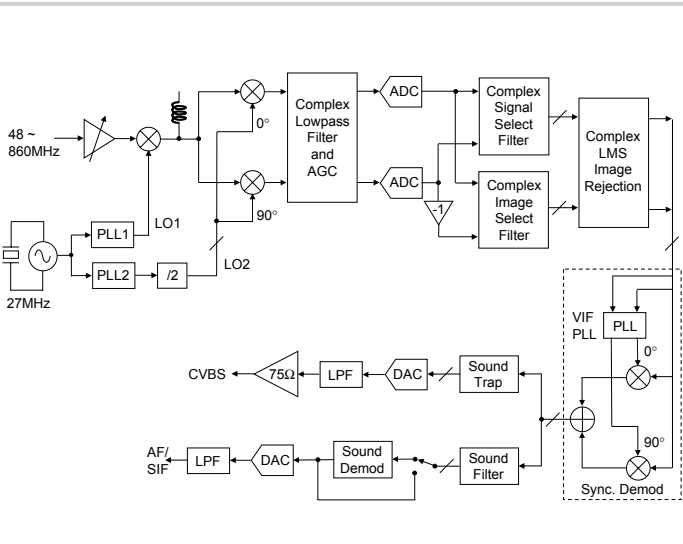 48 ~
860MHz
27MHz
PLL1
PLL2
/2
LO1
LO2
0°
90°
Complex
Lowpass
Filter
and
AGC
ADC
ADC
-1
Complex
Signal
Select
Filter
Complex
Image
Select
Filter
Complex
LMS
Image
Rejection
VIF
PLL
PLL
0°
90°
Sync. Demod
CVBS
75Ω
LPF
DAC
Sound
Trap
AF/
SIF
LPF
DAC
Sound
Demod
Sound
Filter